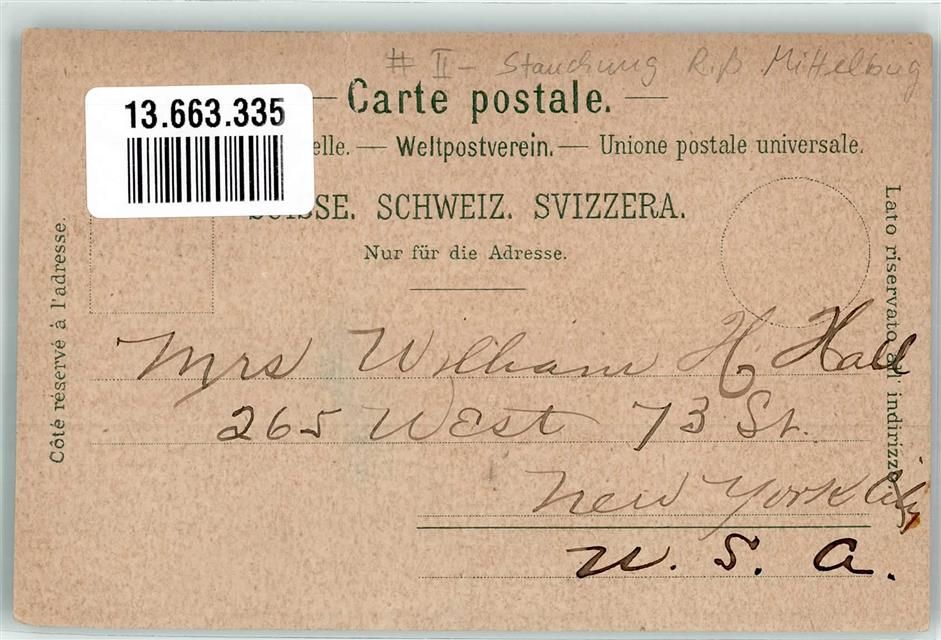 # II - Stauchung Riß Mittelbug
13.663.335
Carte postale.
elle. — Weltpostverein. — Unione postale universale.
SUISSE. SCHWEIZ. SVIZZERA.
Nur für die Adresse.
Côté réservé à l'adresse.
Lato riservato all' indirizzo.
Mrs William H Hall
265 West 73 St.
New York City
U. S. A.